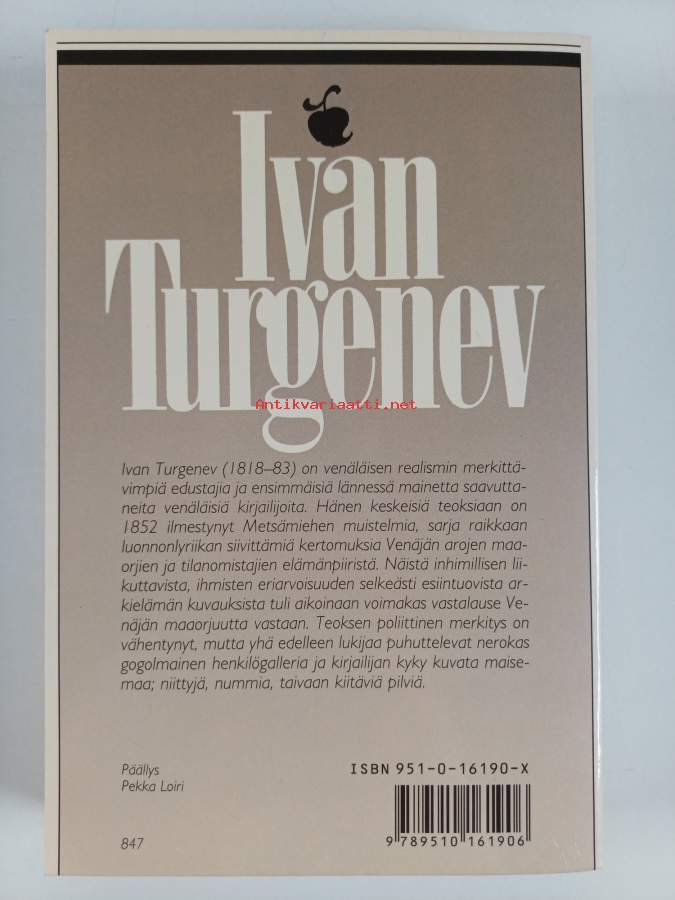 Ivan
Turgenev
Antikvariaatti.net
Ivan Turgenev (1818–83) on venäläisen realismin merkittä-
vimpiä edustajia ja ensimmäisiä lännessä mainetta saavutta-
neita venäläisiä kirjailijoita. Hänen keskeisiä teoksiaan on
1852 ilmestynyt Metsämiehen muistelmia, sarja raikkaan
luonnonlyriikan siivittämiä kertomuksia Venäjän arojen maa-
orjien ja tilanomistajien elämänpiiristä. Näistä inhimillisen lii-
kuttavista, ihmisten eriarvoisuuden selkeästi esiintuovista ar-
kielämän kuvauksista tuli aikoinaan voimakas vastalause Ve-
näjän maaorjuutta vastaan. Teoksen poliittinen merkitys on
vähentynyt, mutta yhä edelleen lukijaa puhuttelevat nerokas
gogolmainen henkilögalleria ja kirjailijan kyky kuvata maise-
maa; niittyjä, nummia, taivaan kiitäviä pilviä.
Päällys
Pekka Loiri
847
ISBN 951-0-16190-X
9 789510 161906